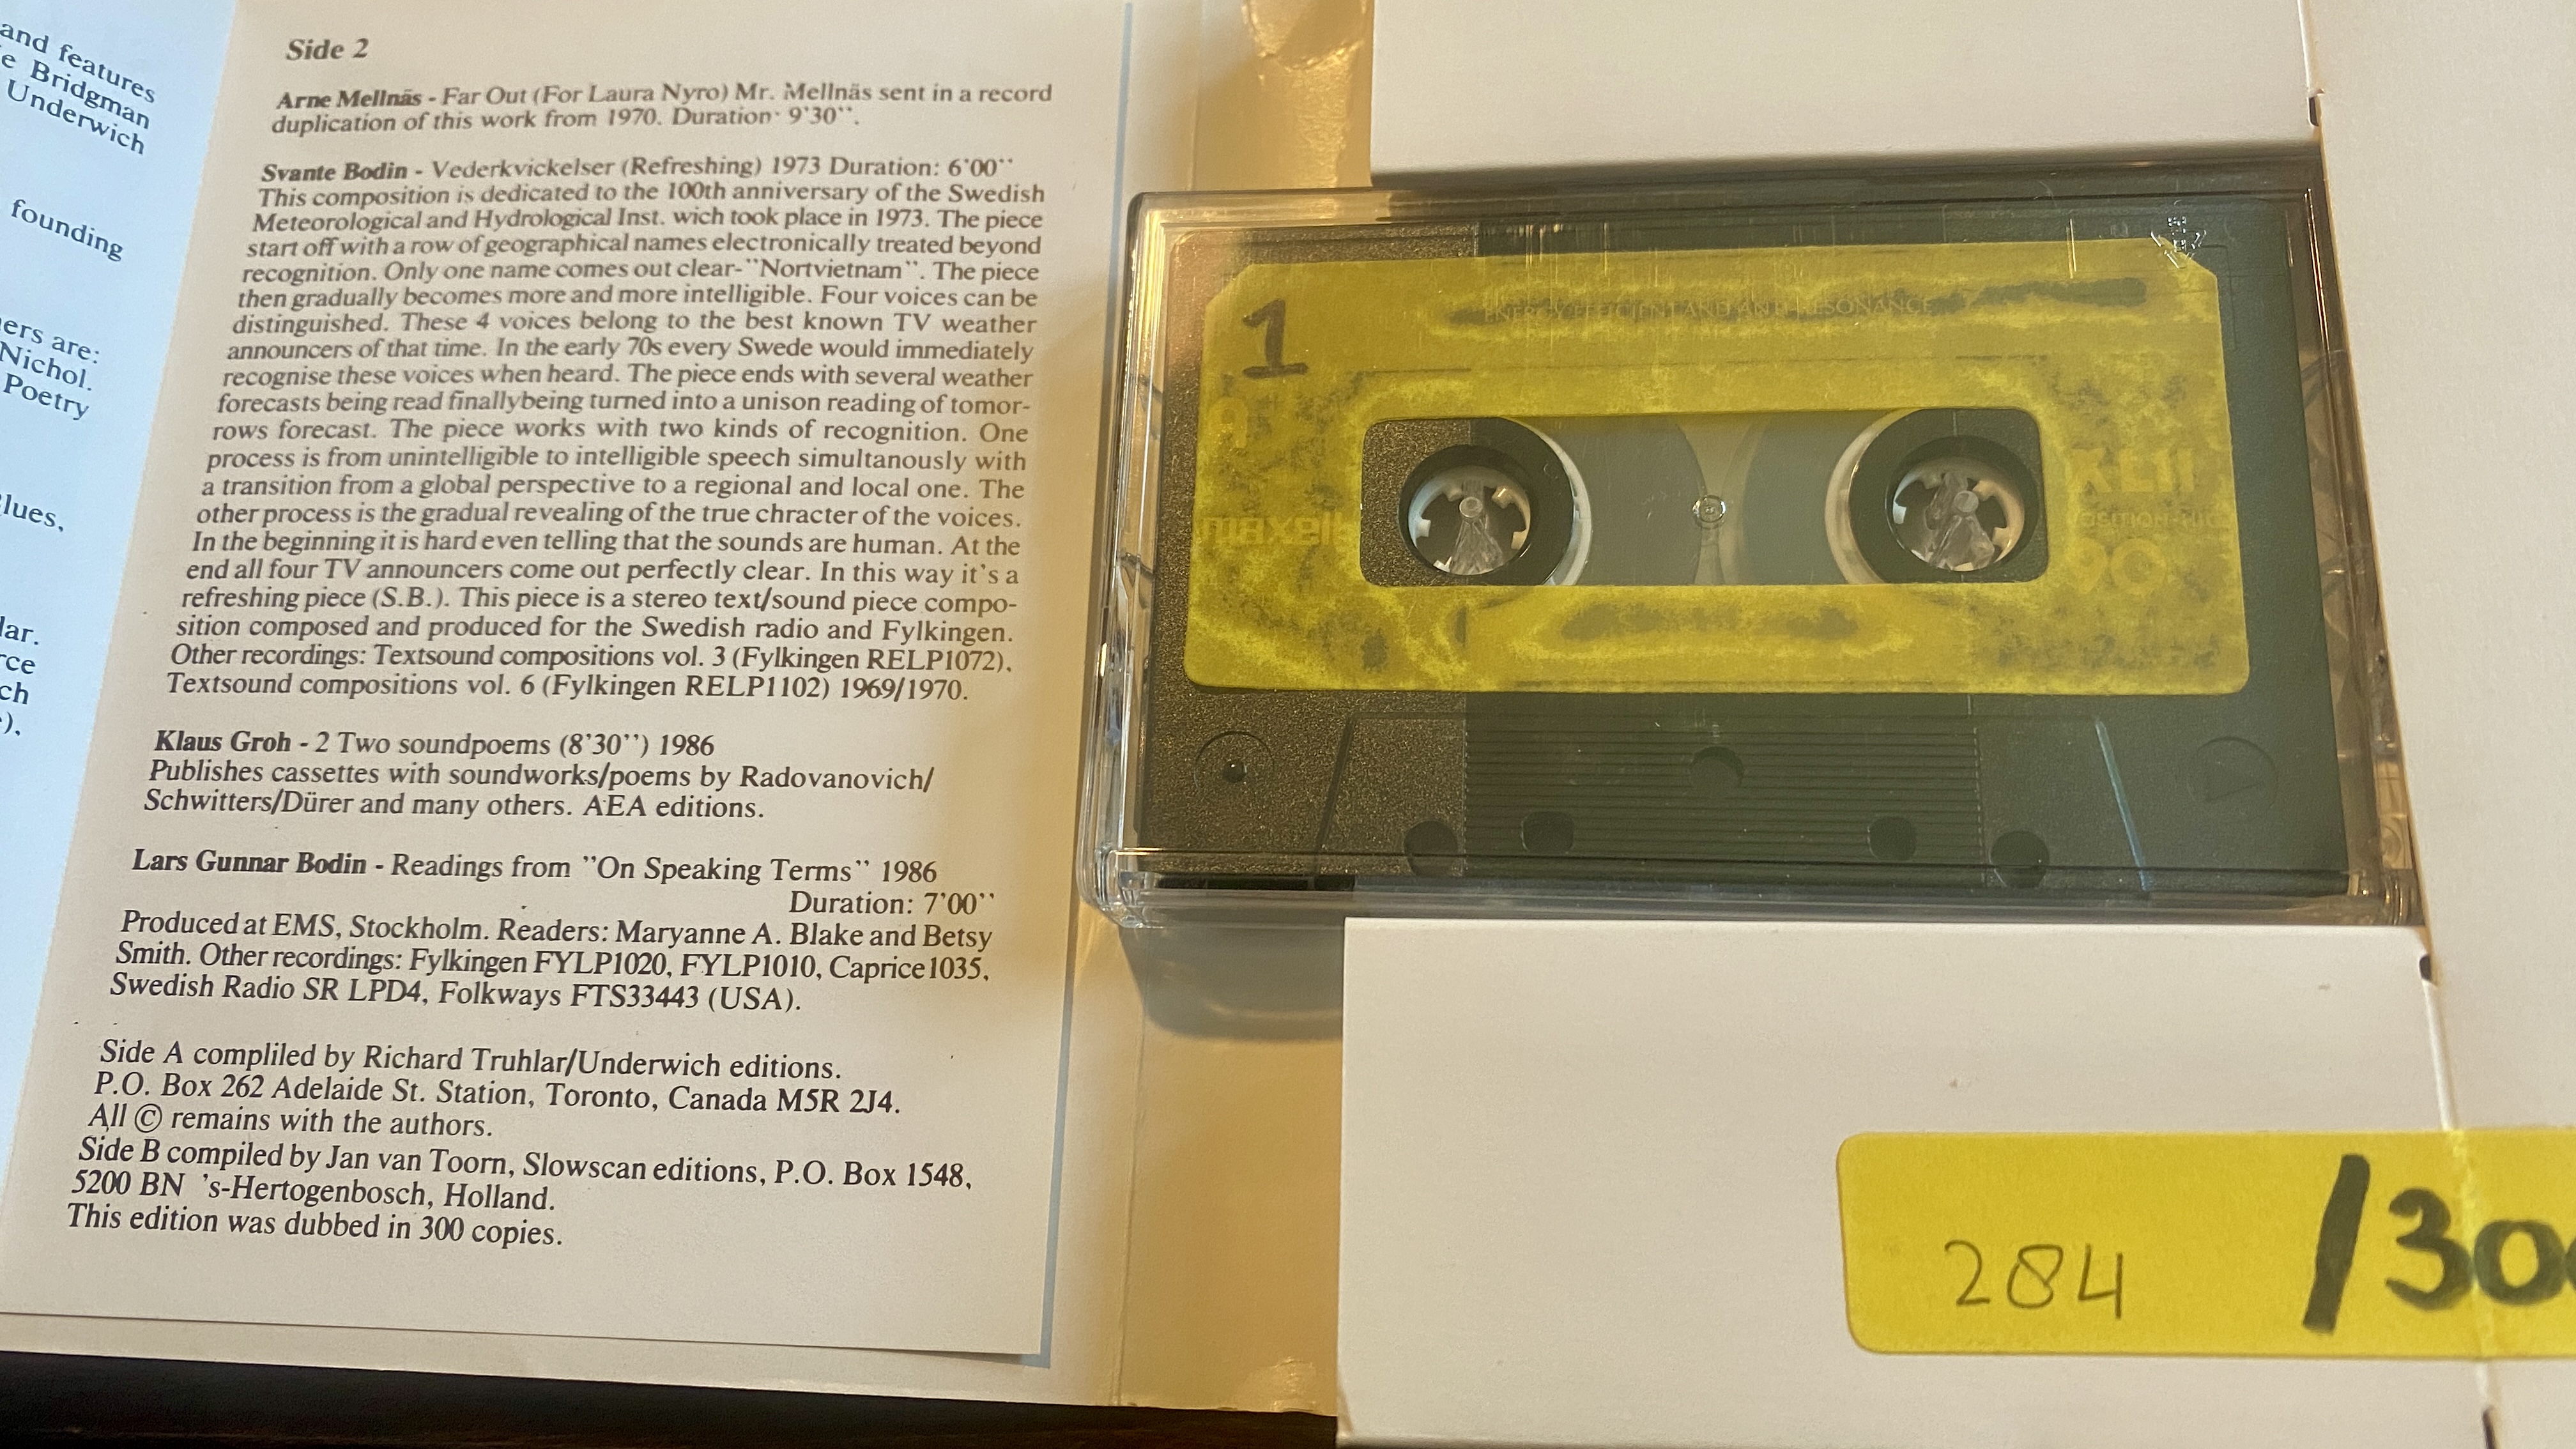 and features
e Bridgman
Underwich
founding
ers are:
Nichol.
Poetry
lues,
lar.
rce
ch
).
Side 2
Arne Mellnäs - Far Out (For Laura Nyro) Mr. Mellnäs sent in a record
duplication of this work from 1970. Duration· 9'30''.
Svante Bodin - Vederkvickelser (Refreshing) 1973 Duration: 6'00''
This composition is dedicated to the 100th anniversary of the Swedish
Meteorological and Hydrological Inst. wich took place in 1973. The piece
start off with a row of geographical names electronically treated beyond
recognition. Only one name comes out clear-''Nortvietnam''. The piece
then gradually becomes more and more intelligible. Four voices can be
distinguished. These 4 voices belong to the best known TV weather
announcers of that time. In the early 70s every Swede would immediately
recognise these voices when heard. The piece ends with several weather
forecasts being read finallybeing turned into a unison reading of tomor-
rows forecast. The piece works with two kinds of recognition. One
process is from unintelligible to intelligible speech simultanously with
a transition from a global perspective to a regional and local one. The
other process is the gradual revealing of the true chracter of the voices.
In the beginning it is hard even telling that the sounds are human. At the
end all four TV announcers come out perfectly clear. In this way it's a
refreshing piece (S.B.). This piece is a stereo text/sound piece compo-
sition composed and produced for the Swedish radio and Fylkingen.
Other recordings: Textsound compositions vol. 3 (Fylkingen RELP1072),
Textsound compositions vol. 6 (Fylkingen RELP1102) 1969/1970.
Klaus Groh - 2 Two soundpoems (8'30'') 1986
Publishes cassettes with soundworks/poems by Radovanovich/
Schwitters/Dürer and many others. AEA editions.
Lars Gunnar Bodin - Readings from ''On Speaking Terms'' 1986
Duration: 7'00''
Produced at EMS, Stockholm. Readers: Maryanne A. Blake and Betsy
Smith. Other recordings: Fylkingen FYLP1020, FYLP1010, Caprice1035,
Swedish Radio SR LPD4, Folkways FTS33443 (USA).
Side A compliled by Richard Truhlar/Underwich editions.
P.O. Box 262 Adelaide St. Station, Toronto, Canada M5R 2J4.
All © remains with the authors.
Side B compiled by Jan van Toorn, Slowscan editions, P.O. Box 1548,
5200 BN 's-Hertogenbosch, Holland.
This edition was dubbed in 300 copies.
1
ENERGY EFFICIENT AND ANTI-RESONANCE
A
maxell
XLII
90
284 /300